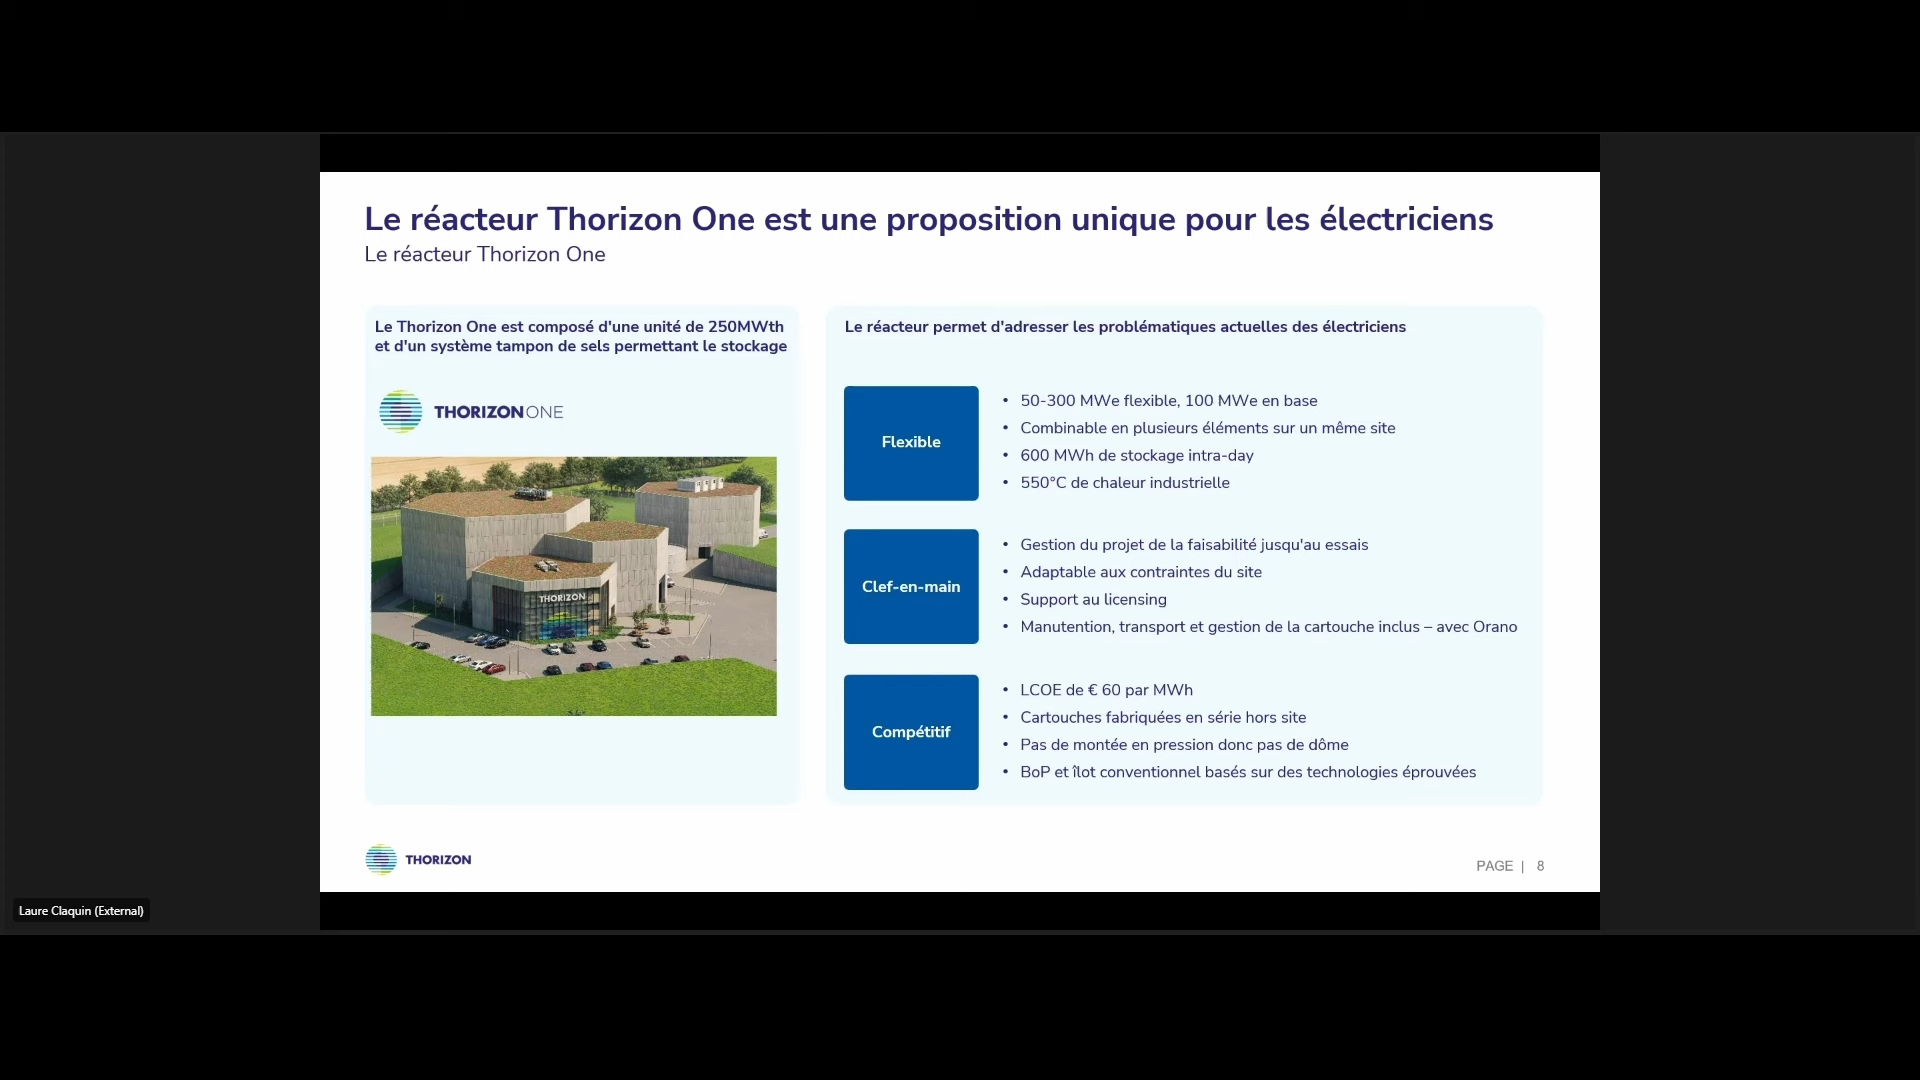 Le réacteur Thorizon One est une proposition unique pour les électriciens
Le réacteur Thorizon One
Le Thorizon One est composé d'une unité de 250MWth
et d'un système tampon de sels permettant le stockage
THORIZON ONE
THORIZON
Le réacteur permet d'adresser les problématiques actuelles des électriciens
Flexible
• 50-300 MWe flexible, 100 MWe en base
• Combinable en plusieurs éléments sur un même site
• 600 MWh de stockage intra-day
• 550°C de chaleur industrielle
Clef-en-main
• Gestion du projet de la faisabilité jusqu'au essais
• Adaptable aux contraintes du site
• Support au licensing
• Manutention, transport et gestion de la cartouche inclus – avec Orano
Compétitif
• LCOE de € 60 par MWh
• Cartouches fabriquées en série hors site
• Pas de montée en pression donc pas de dôme
• BoP et îlot conventionnel basés sur des technologies éprouvées
THORIZON
PAGE | 8
Laure Claquin (External)